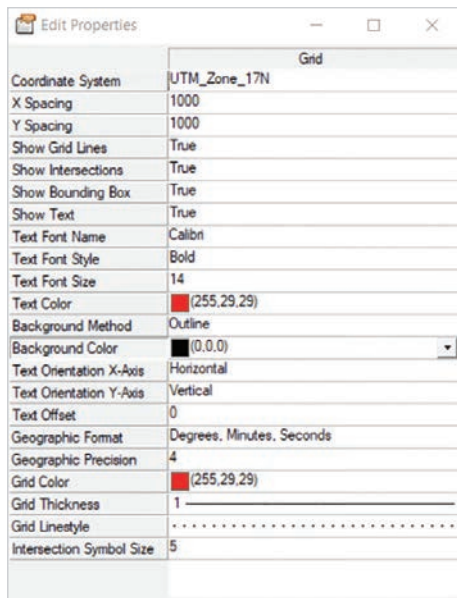 Edit Properties
Grid
Coordinate System UTM_Zone_17N
X Spacing 1000
Y Spacing 1000
Show Grid Lines True
Show Intersections True
Show Bounding Box True
Show Text True
Text Font Name Calibri
Text Font Style Bold
Text Font Size 14
Text Color (255,29,29)
Background Method Outline
Background Color (0,0,0)
Text Orientation X-Axis Horizontal
Text Orientation Y-Axis Vertical
Text Offset 0
Geographic Format Degrees, Minutes, Seconds
Geographic Precision 4
Grid Color (255,29,29)
Grid Thickness 1
Grid Linestyle
Intersection Symbol Size 5